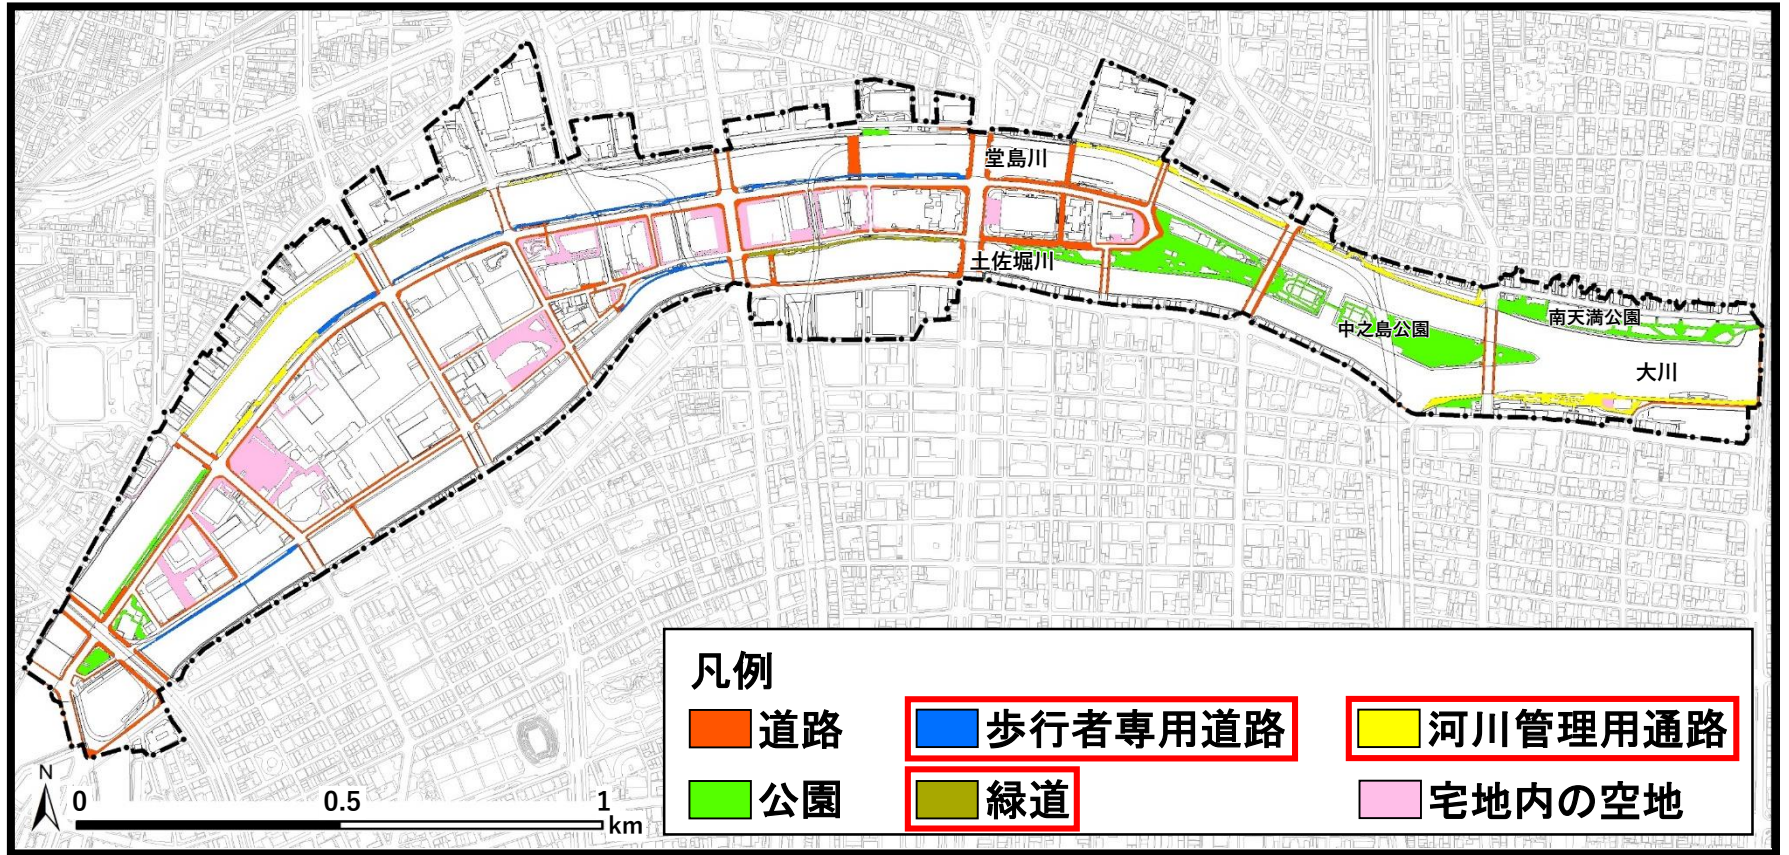 堂島川
土佐堀川
中之島公園
南天満公園
大川
凡例
道路
歩行者専用道路
河川管理用通路
公園
緑道
宅地内の空地
N
0 0.5 1
km